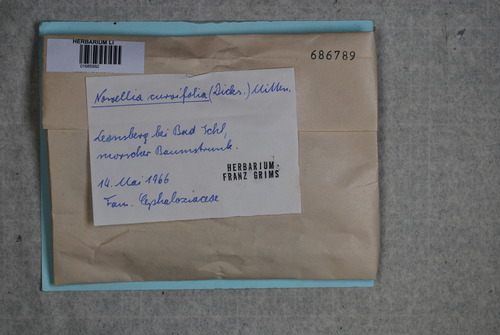 HERBARIUM LI
686789
Nowellia curvifolia (Dicks.) Mitten.
Leonsberg bei Bad Ischl,
morscher Baumstrunk.
HERBARIUM
FRANZ GRIMS
14. Mai 1966
Fam. Cephaloziaceae